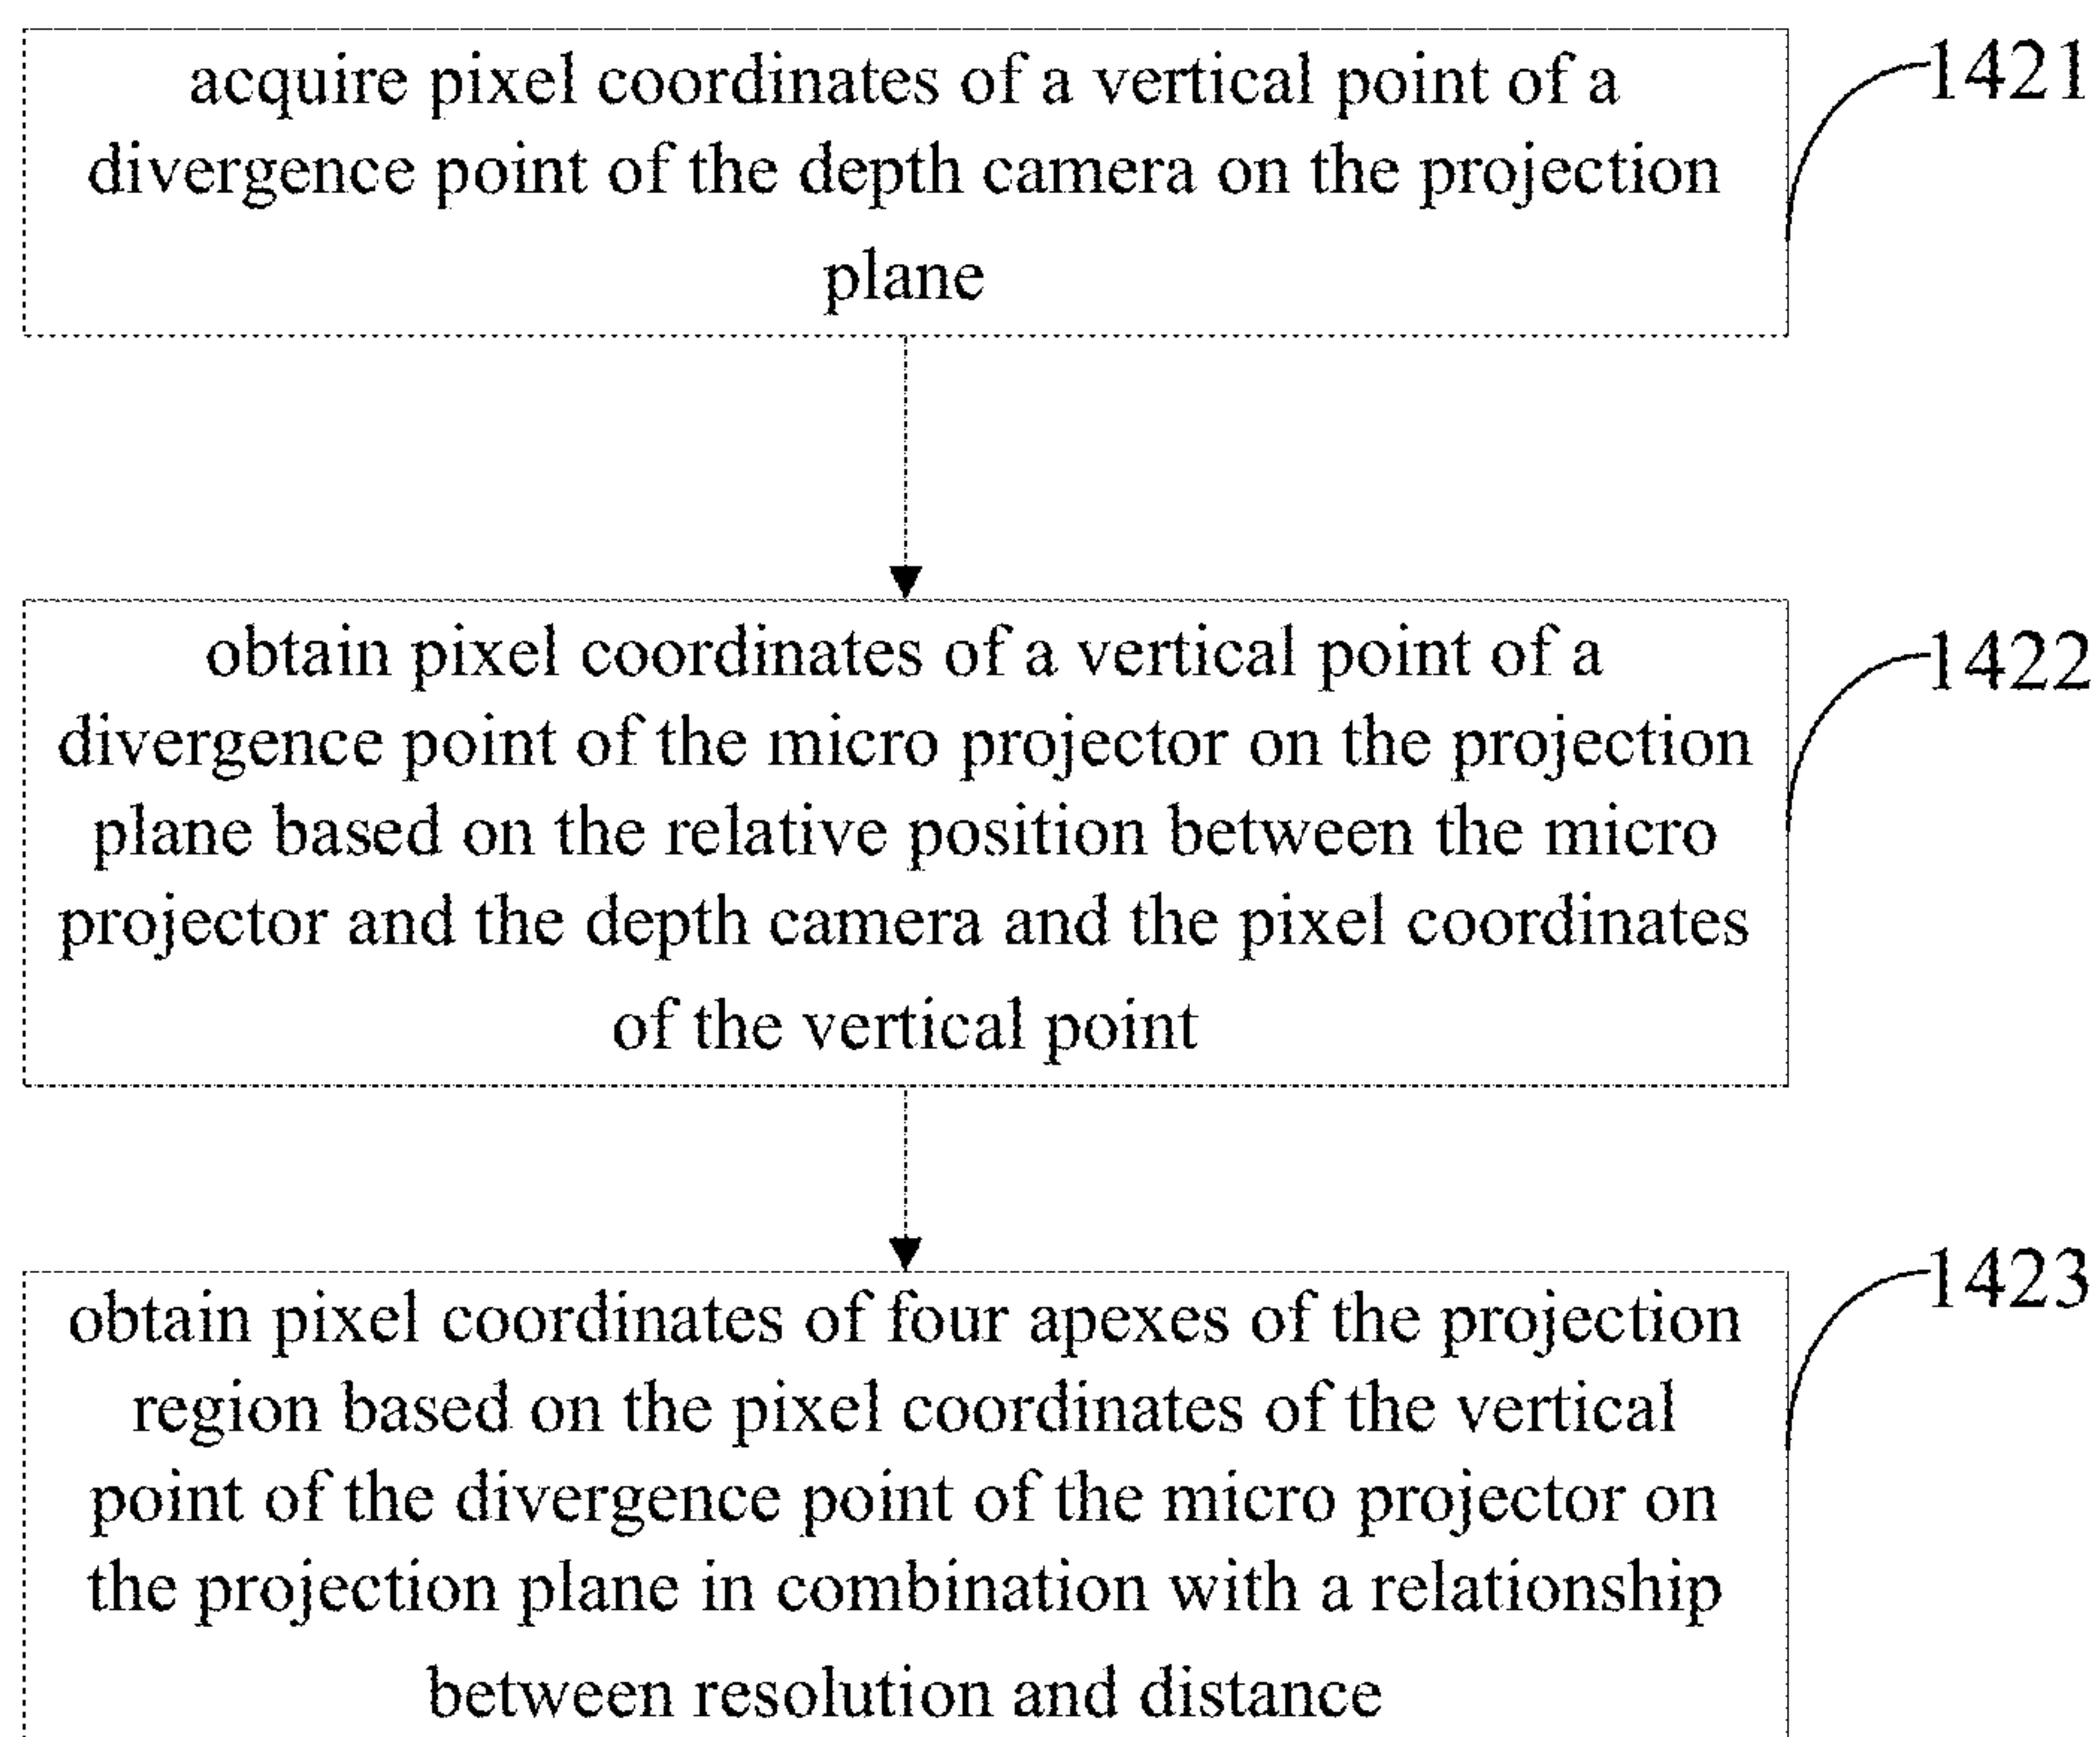 acquire pixel coordinates of a vertical point of a
divergence point of the depth camera on the projection
plane
1421
obtain pixel coordinates of a vertical point of a
divergence point of the micro projector on the projection
plane based on the relative position between the micro
projector and the depth camera and the pixel coordinates
of the vertical point
1422
obtain pixel coordinates of four apexes of the projection
region based on the pixel coordinates of the vertical
point of the divergence point of the micro projector on
the projection plane in combination with a relationship
between resolution and distance
1423